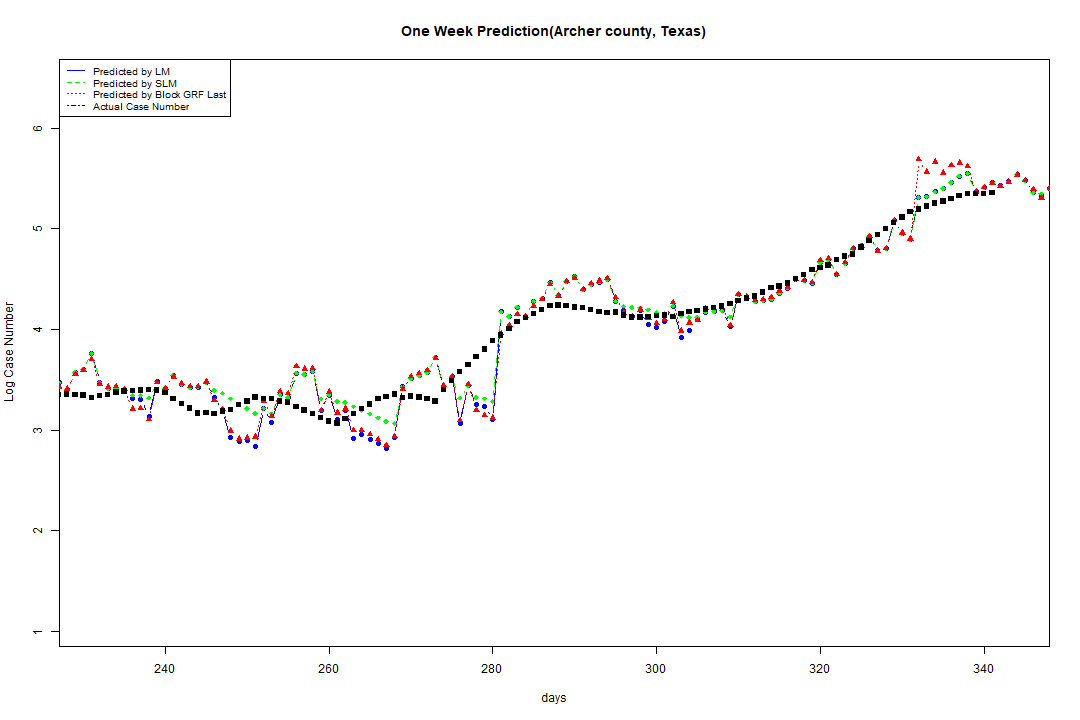 One Week Prediction(Archer county, Texas)
Predicted by LM
Predicted by SLM
Predicted by Block GRF Last
Actual Case Number
Log Case Number
6
5
4
3
2
1
240 260 280 300 320 340
days